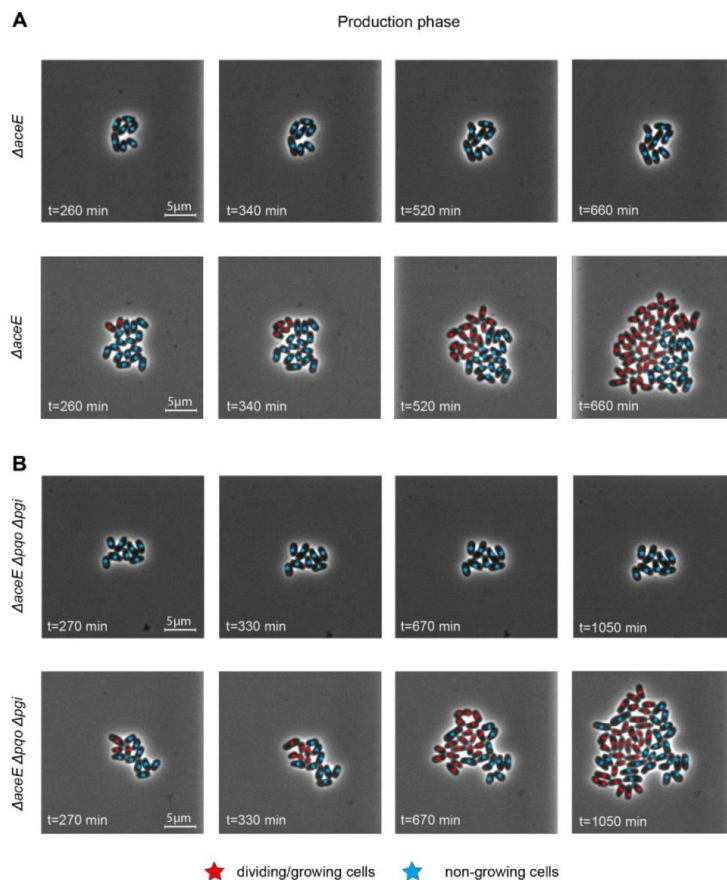 A
Production phase
ΔaceE
t=260 min
5μm
t=340 min
t=520 min
t=660 min
ΔaceE
t=260 min
5μm
t=340 min
t=520 min
t=660 min
B
ΔaceE Δpqo Δpgi
t=270 min
5μm
t=330 min
t=670 min
t=1050 min
ΔaceE Δpqo Δpgi
t=270 min
5μm
t=330 min
t=670 min
t=1050 min
dividing/growing cells
non-growing cells